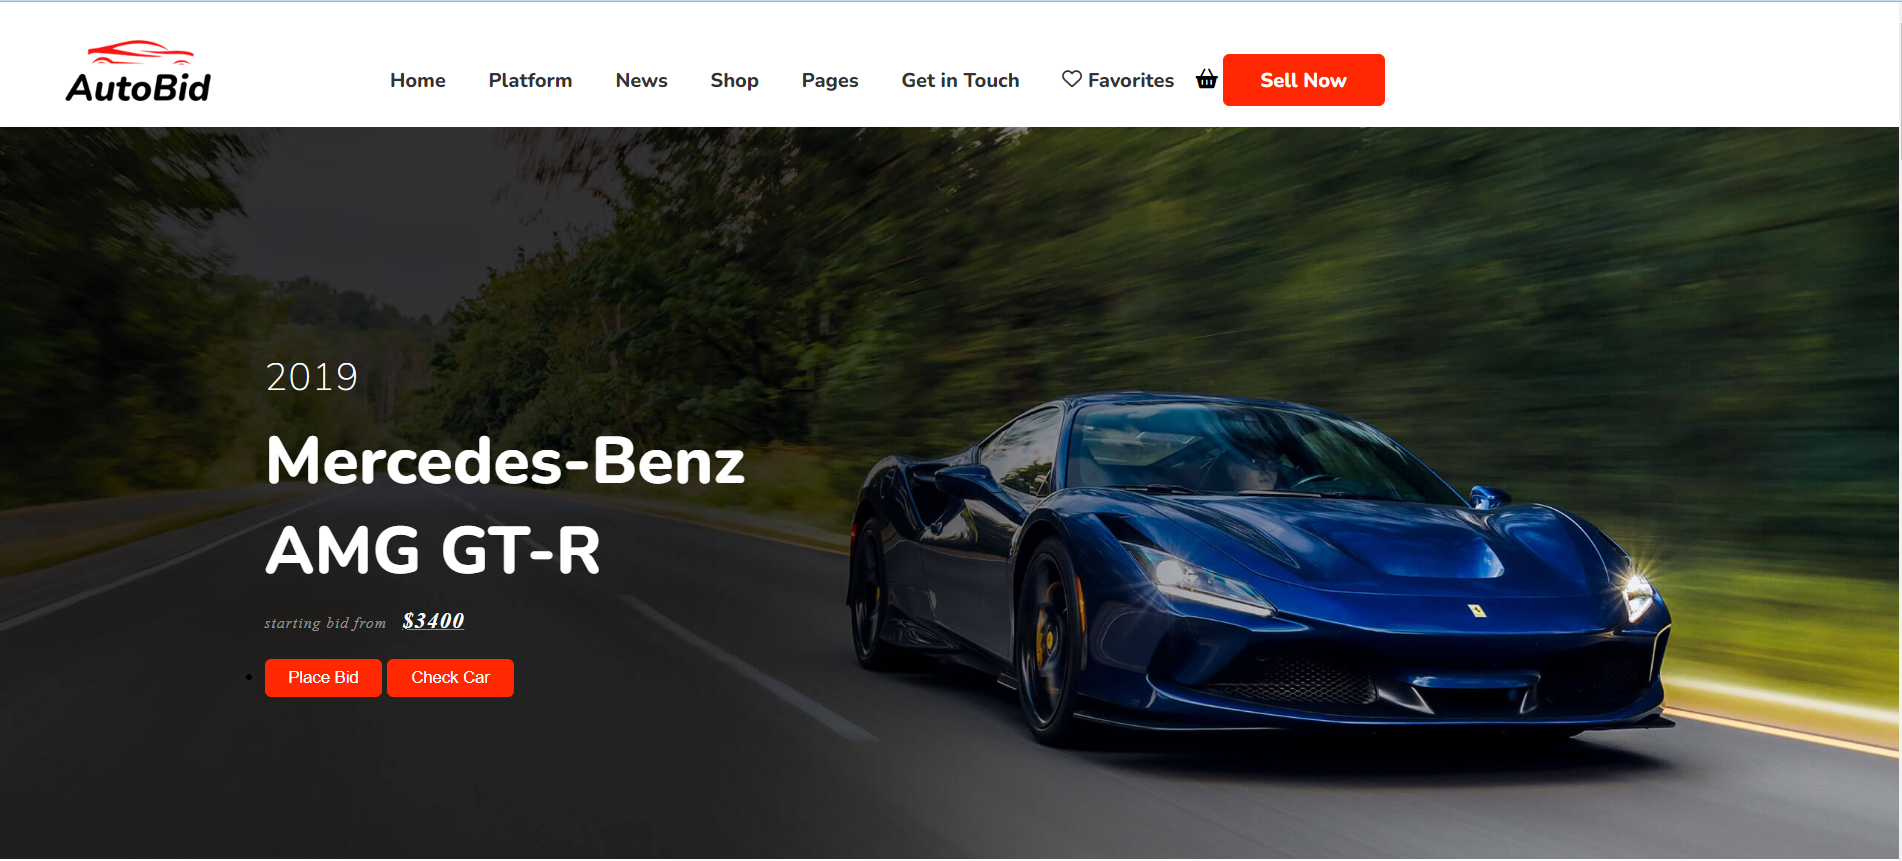 AutoBid
Home Platform News Shop Pages Get in Touch Favorites Sell Now
2019
Mercedes-Benz
AMG GT-R
starting bid from $3400
Place Bid Check Car